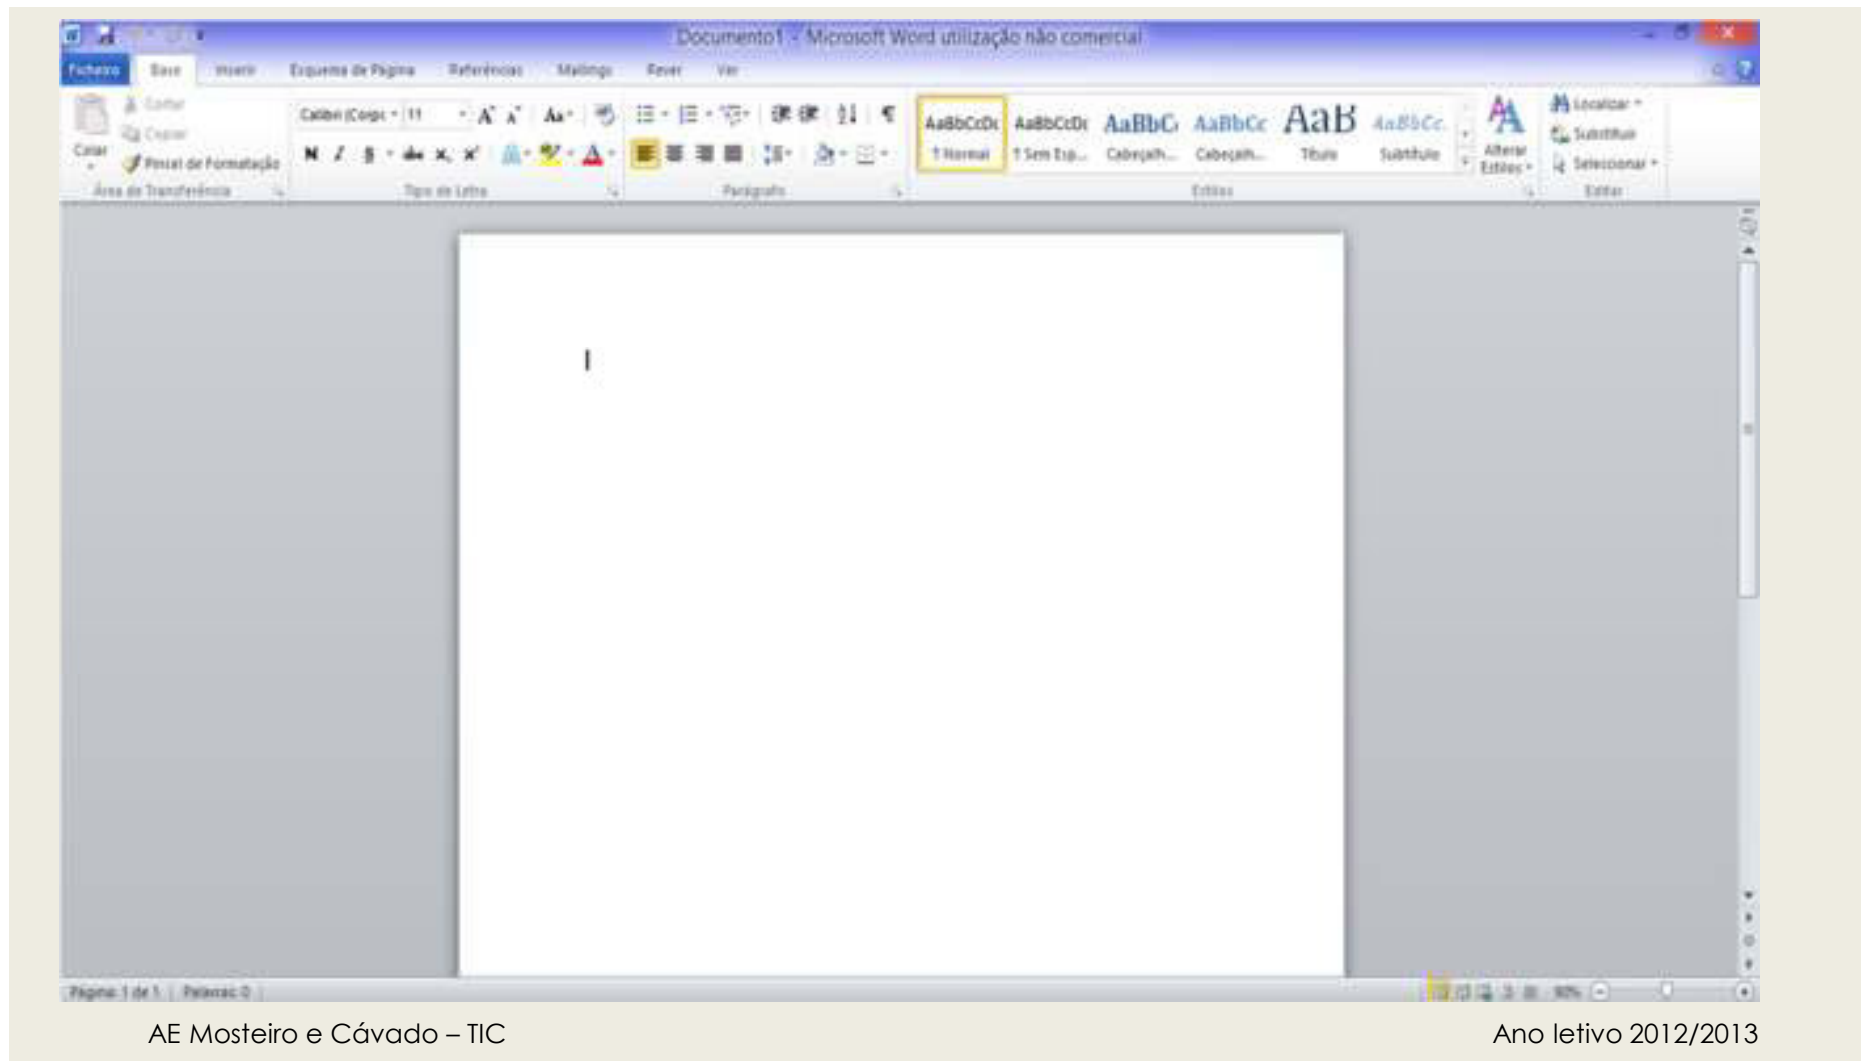 Documento1 - Microsoft Word utilização não comercial
Ficheiro Base Inserir Esquema de Página Referências Mailings Rever Ver
Cortar
Copiar
Colar
Pincel de Formatação
Área de Transferência
Calibri (Corpo 11
Tipo de Letra
Parágrafo
AaBbCcDc AaBbCcDc AaBbC AaBbCc AaB AaBbCc.
¶ Normal ¶ Sem Esp... Cabeçalh... Cabeçalh... Título Subtítulo
Alterar
Estilos
Estilos
Localizar
Substituir
Seleccionar
Editar
Página: 1 de 1 Palavras: 0 90%
AE Mosteiro e Cávado – TIC
Ano letivo 2012/2013